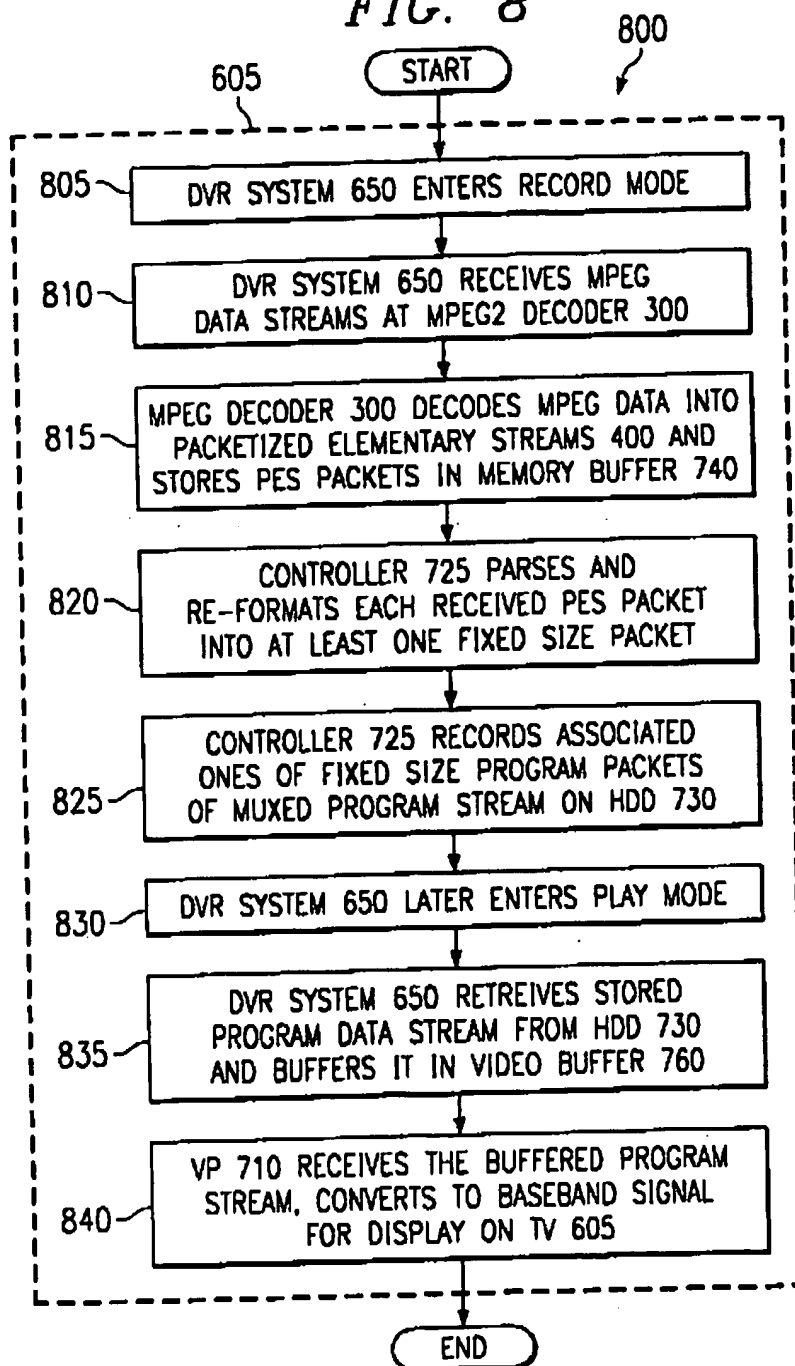 FIG. 8
800
START
605
805
DVR SYSTEM 650 ENTERS RECORD MODE
810
DVR SYSTEM 650 RECEIVES MPEG
DATA STREAMS AT MPEG2 DECODER 300
815
MPEG DECODER 300 DECODES MPEG DATA INTO
PACKETIZED ELEMENTARY STREAMS 400 AND
STORES PES PACKETS IN MEMORY BUFFER 740
820
CONTROLLER 725 PARSES AND
RE-FORMATS EACH RECEIVED PES PACKET
INTO AT LEAST ONE FIXED SIZE PACKET
825
CONTROLLER 725 RECORDS ASSOCIATED
ONES OF FIXED SIZE PROGRAM PACKETS
OF MUXED PROGRAM STREAM ON HDD 730
830
DVR SYSTEM 650 LATER ENTERS PLAY MODE
835
DVR SYSTEM 650 RETREIVES STORED
PROGRAM DATA STREAM FROM HDD 730
AND BUFFERS IT IN VIDEO BUFFER 760
840
VP 710 RECEIVES THE BUFFERED PROGRAM
STREAM, CONVERTS TO BASEBAND SIGNAL
FOR DISPLAY ON TV 605
END